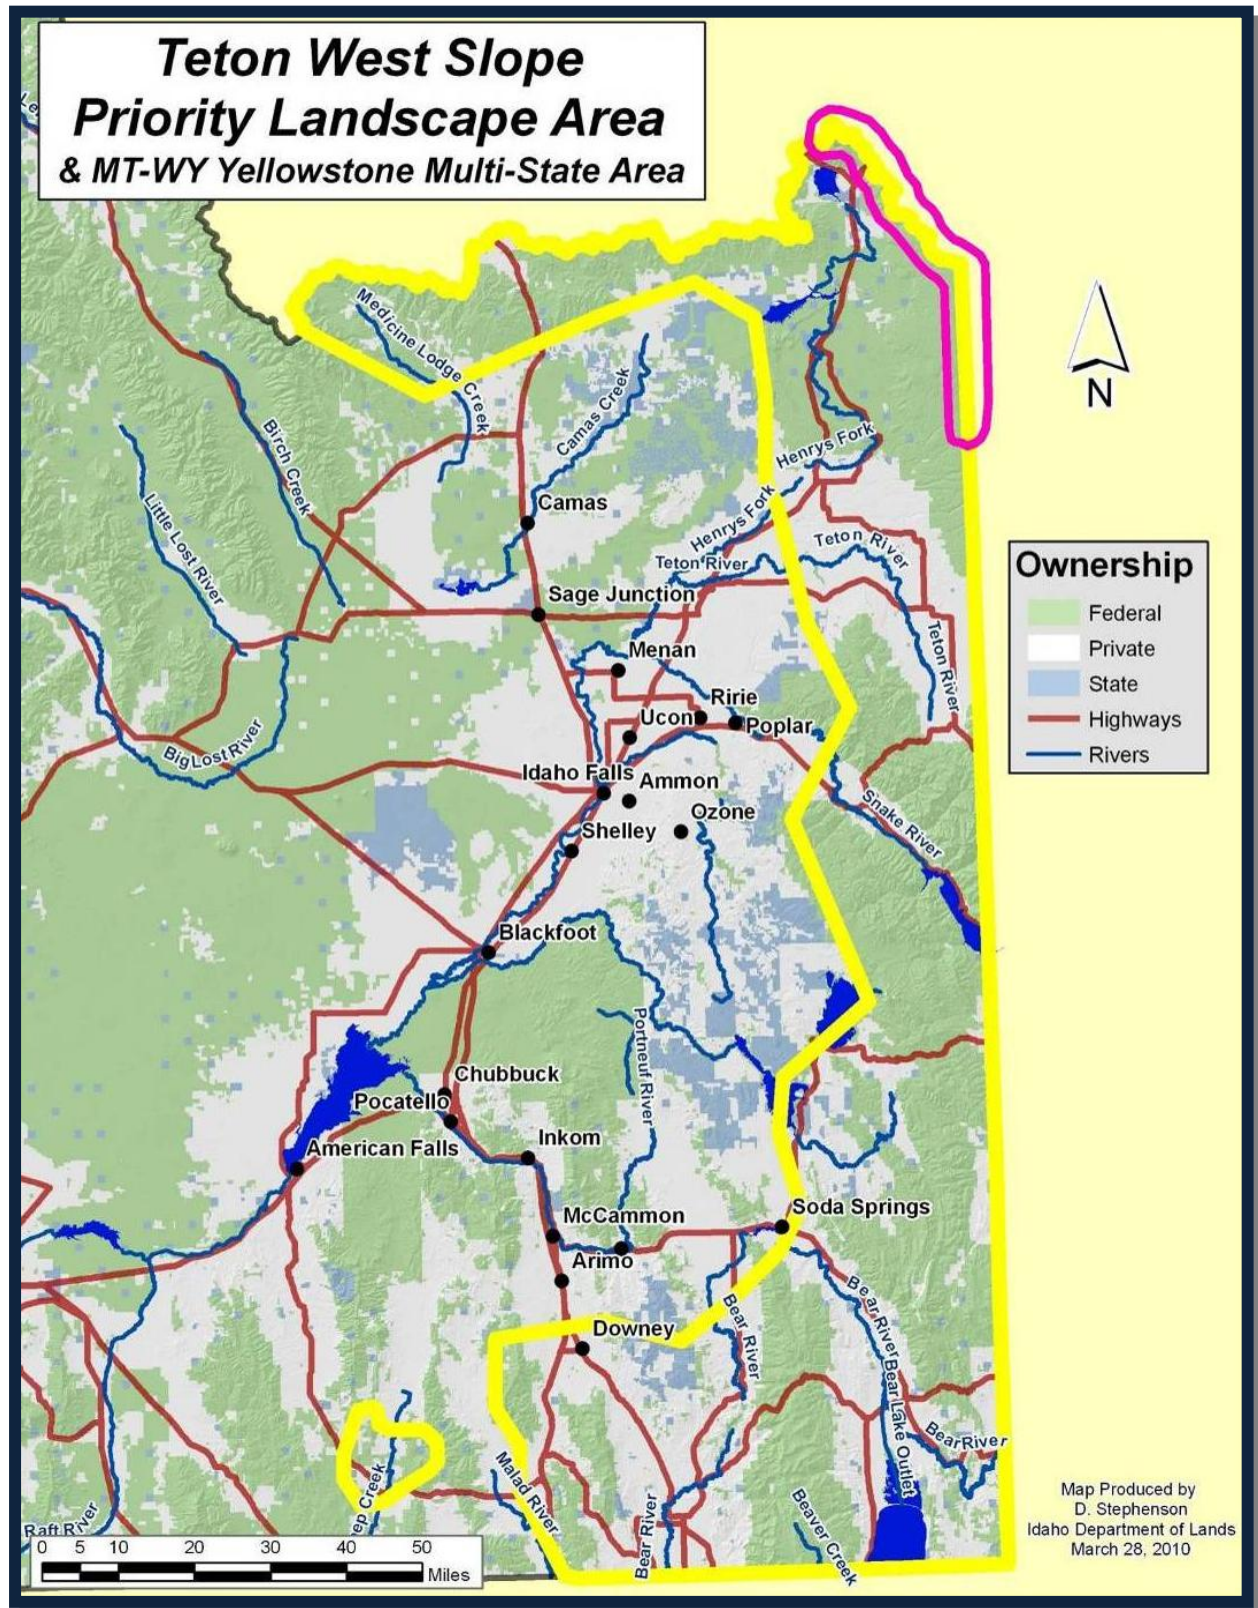 Teton West Slope
Priority Landscape Area
& MT-WY Yellowstone Multi-State Area
Le
Medicine Lodge Creek
Camas Creek
Birch Creek
Little Lost River
Henrys Fork
Henrys Fork
Camas
Teton River
Teton River
Teton River
Sage Junction
Menan
Ririe
Ucon
Poplar
Big Lost River
Idaho Falls
Ammon
Ozone
Shelley
Snake River
Blackfoot
Portneuf River
Chubbuck
Pocatello
Inkom
American Falls
McCammon
Soda Springs
Arimo
Downey
Bear River
Bear River
Bear Lake Outlet
Bear River
Malad River
Bear River
Beaver Creek
ep Creek
Raft River
N
Ownership
Federal
Private
State
Highways
Rivers
0 5 10 20 30 40 50
Miles
Map Produced by
D. Stephenson
Idaho Department of Lands
March 28, 2010